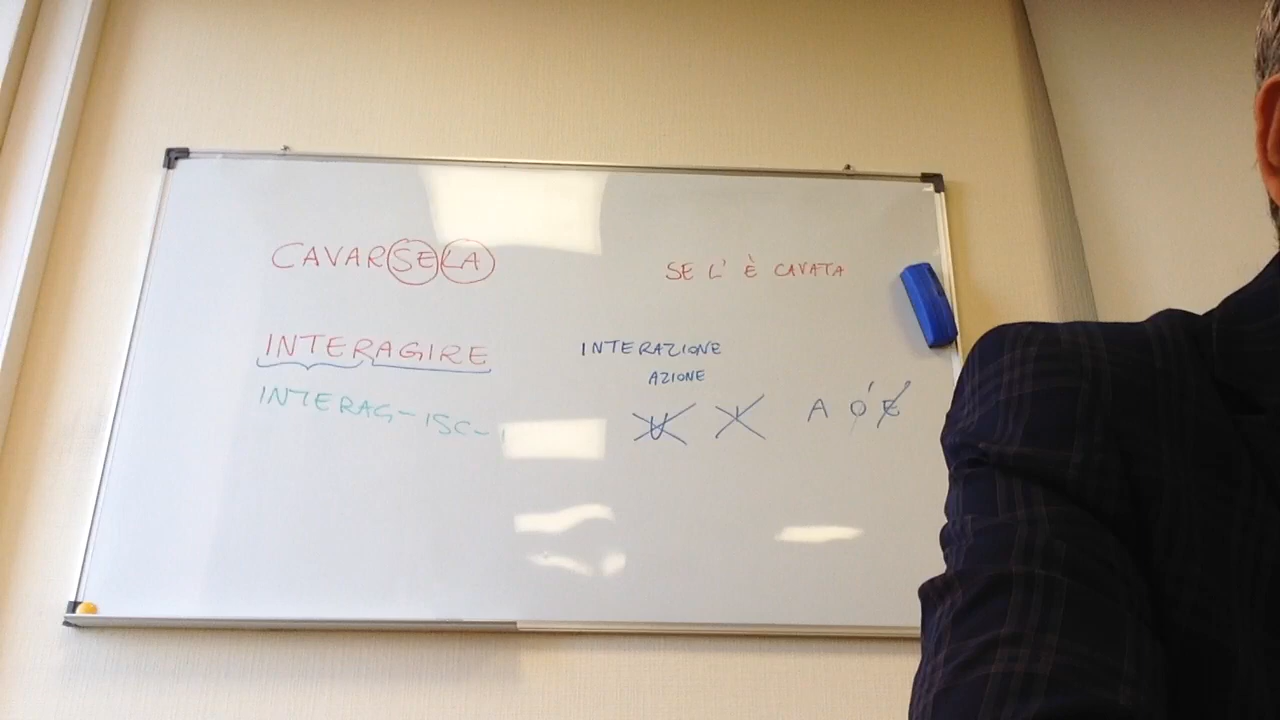 CAVARSELA
SE L' È CAVATA
INTERAGIRE
INTERAZIONE
AZIONE
INTERAG-ISC-I
U I A O E